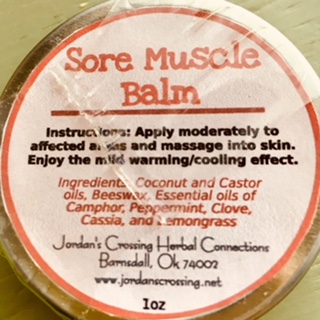 Sore Muscle
Balm
Instructions: Apply moderately to
affected areas and massage into skin.
Enjoy the mild warming/cooling effect.
Ingredients: Coconut and Castor
oils, Beeswax, Essential oils of
Camphor, Peppermint, Clove,
Cassia, and Lemongrass
Jordan's Crossing Herbal Connections
Barnsdall, Ok 74002
www.jordanscrossing.net
1oz